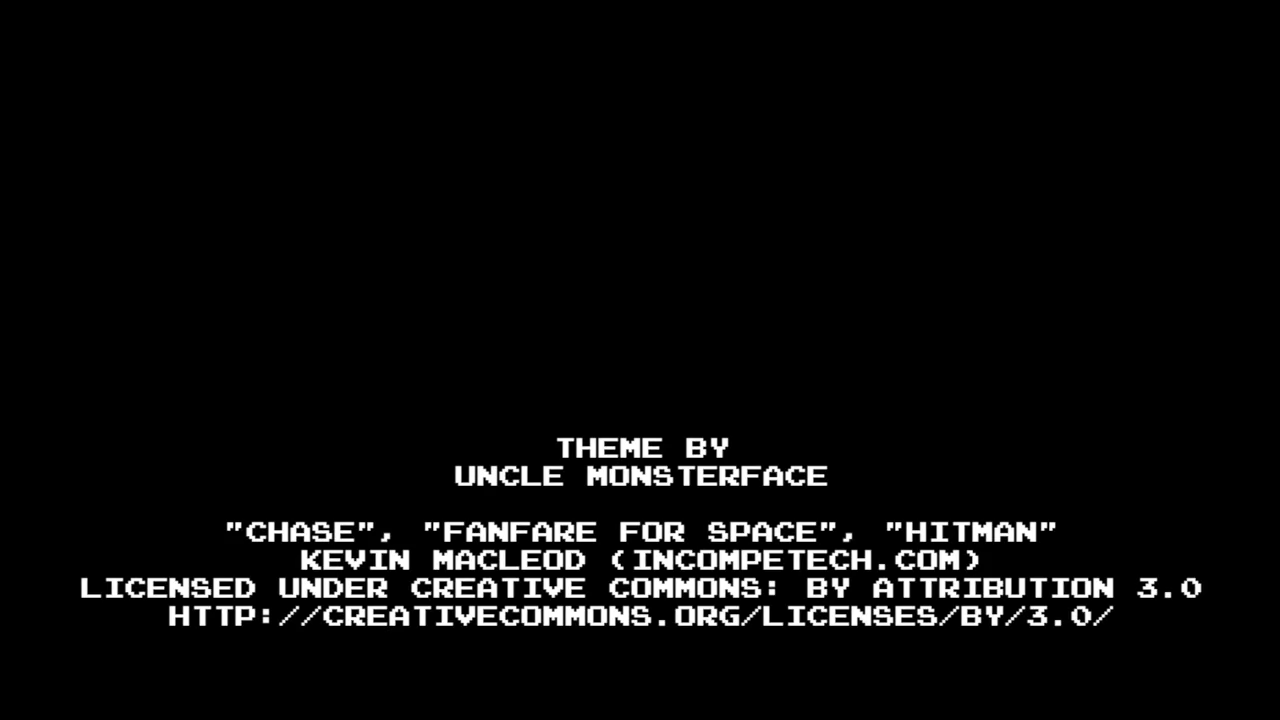 THEME BY
UNCLE MONSTERFACE
"CHASE", "FANFARE FOR SPACE", "HITMAN"
KEVIN MACLEOD (INCOMPETECH.COM)
LICENSED UNDER CREATIVE COMMONS: BY ATTRIBUTION 3.0
HTTP://CREATIVECOMMONS.ORG/LICENSES/BY/3.0/